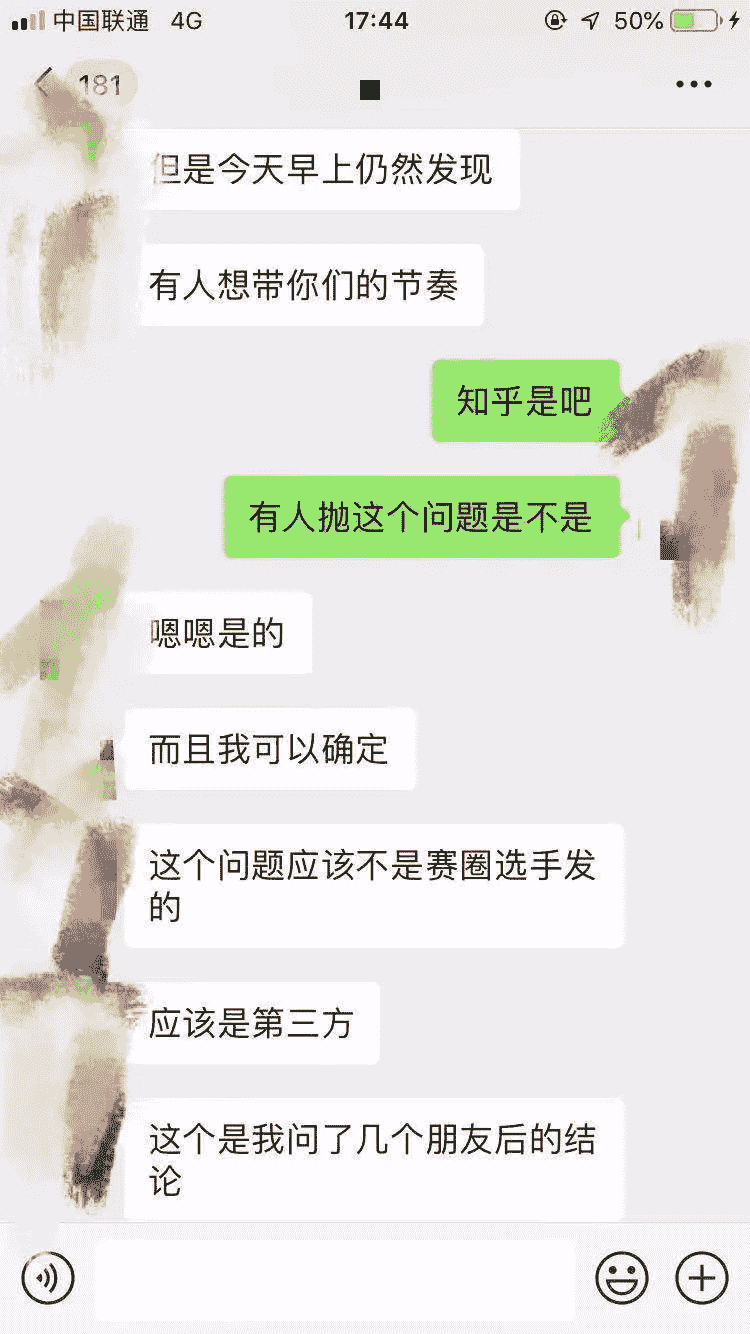 中国联通 4G 17:44 50%
181
但是今天早上仍然发现
有人想带你们的节奏
知乎是吧
有人抛这个问题是不是
嗯嗯是的
而且我可以确定
这个问题应该不是赛圈选手发
的
应该是第三方
这个是我问了几个朋友后的结
论